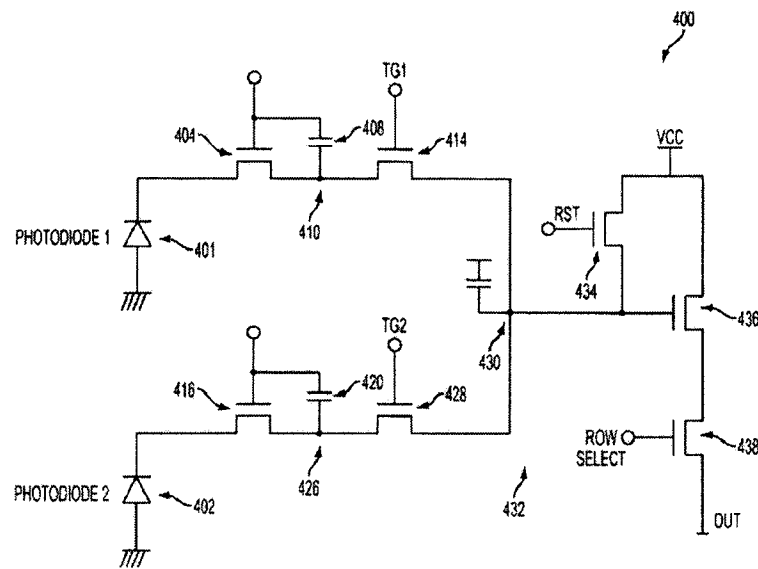 400
TG1
404
408
414
VCC
RST
PHOTODIODE 1
401
410
434
436
TG2
430
416
420
428
ROW
SELECT
438
PHOTODIODE 2
402
426
432
OUT